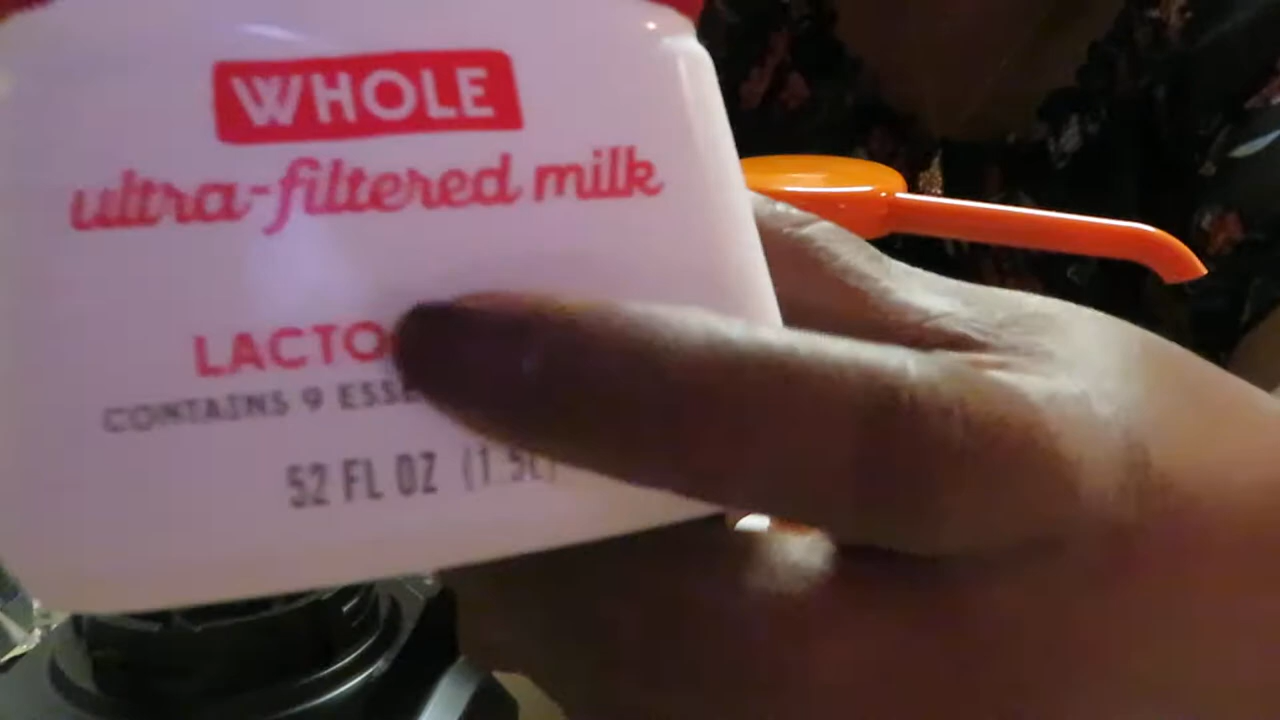 WHOLE
ultra-filtered milk
LACTO
CONTAINS 9 ESSE
52 FL OZ (1.5L)